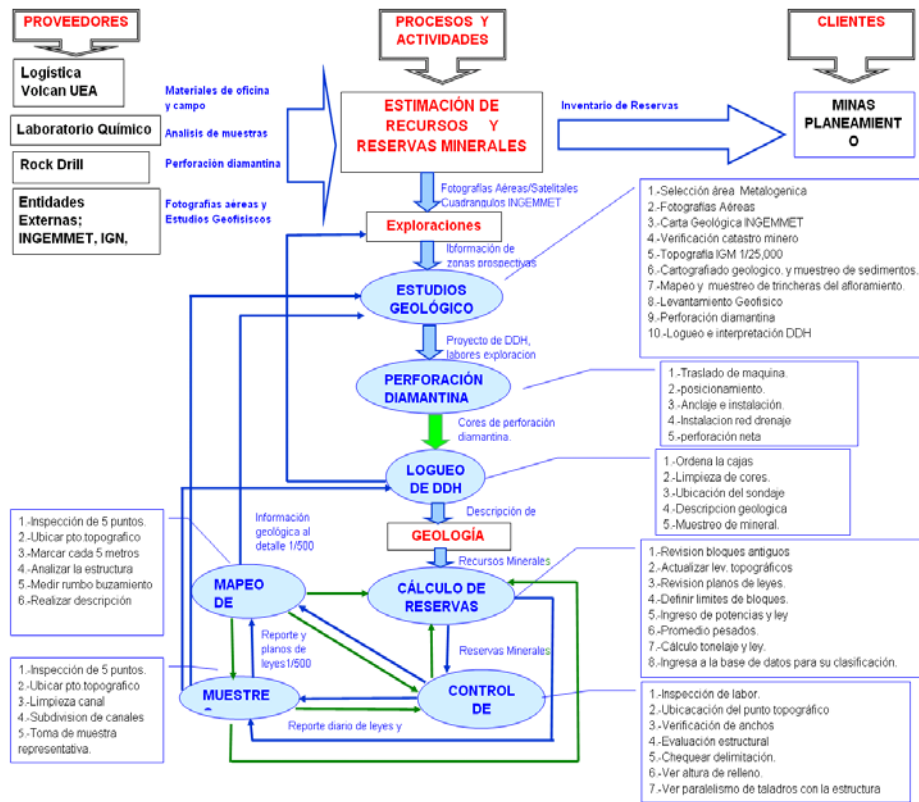 PROVEEDORES
PROCESOS Y
ACTIVIDADES
CLIENTES
Logística
Volcan UEA
Laboratorio Químico
Rock Drill
Entidades
Externas;
INGEMMET, IGN,
Materiales de oficina
y campo
Analisis de muestras
Perforación diamantina
Fotografias aéreas y
Estudios Geofisiscos
ESTIMACIÓN DE
RECURSOS Y
RESERVAS MINERALES
Inventario de Reservas
MINAS
PLANEAMIENT
O
Fotografías Aéreas/Satelitales
Cuadrangulos INGEMMET
Exploraciones
Ibformación de
zonas prospectivas
ESTUDIOS
GEOLÓGICO
1.-Selección área Metalogenica
2.-Fotografías Aéreas
3.-Carta Geológica INGEMMET
4.-Verificación catastro minero
5.-Topografía IGM 1/25,000
6.-Cartografiado geologico. y muestreo de sedimentos.
7.-Mapeo y muestreo de trincheras del afloramiento.
8.-Levantamiento Geofisico
9.-Perforación diamantina
10.-Logueo e interpretación DDH
Proyecto de DDH,
labores exploracion
PERFORACIÓN
DIAMANTINA
1.-Traslado de maquina.
2.-posicionamiento.
3.-Anclaje e instalación.
4.-Instalacion red drenaje
5.-perforación neta
Cores de perforación
diamantina.
LOGUEO
DE DDH
1.-Ordena la cajas
2.-Limpieza de cores.
3.-Ubicación del sondaje
4.-Descripcion geologica
5.-Muestreo de mineral.
Descripción de
GEOLOGÍA
Recursos Minerales
1.-Inspección de 5 puntos.
2.-Ubicar pto.topografico
3.-Marcar cada 5 metros
4.-Analizar la estructura
5.-Medir rumbo buzamiento
6.-Realizar descripción
Información
geológica al
detalle 1/500
MAPEO
DE
CÁLCULO DE
RESERVAS
1.-Revision bloques antiguos
2.-Actualizar lev. topográficos
3.-Revision planos de leyes.
4.-Definir limites de bloques.
5.-Ingreso de potencias y ley
6.-Promedio pesados.
7.-Cálculo tonelaje y ley.
8.-Ingresa a la base de datos para su clasificación.
Reporte y
planos de
leyes1/500
Reservas Minerales
1.-Inspección de 5 puntos.
2.-Ubicar pto.topografico
3.-Limpieza canal
4.-Subdivision de canales
5.-Toma de muestra
representativa.
MUESTRE
CONTROL
DE
Reporte diario de leyes y
1.-Inspección de labor.
2.-Ubicacación del punto topográfico
3.-Verificación de anchos
4.-Evaluación estructural
5.-Chequear delimitación.
6.-Ver altura de relleno.
7.-Ver paralelismo de taladros con la estructura